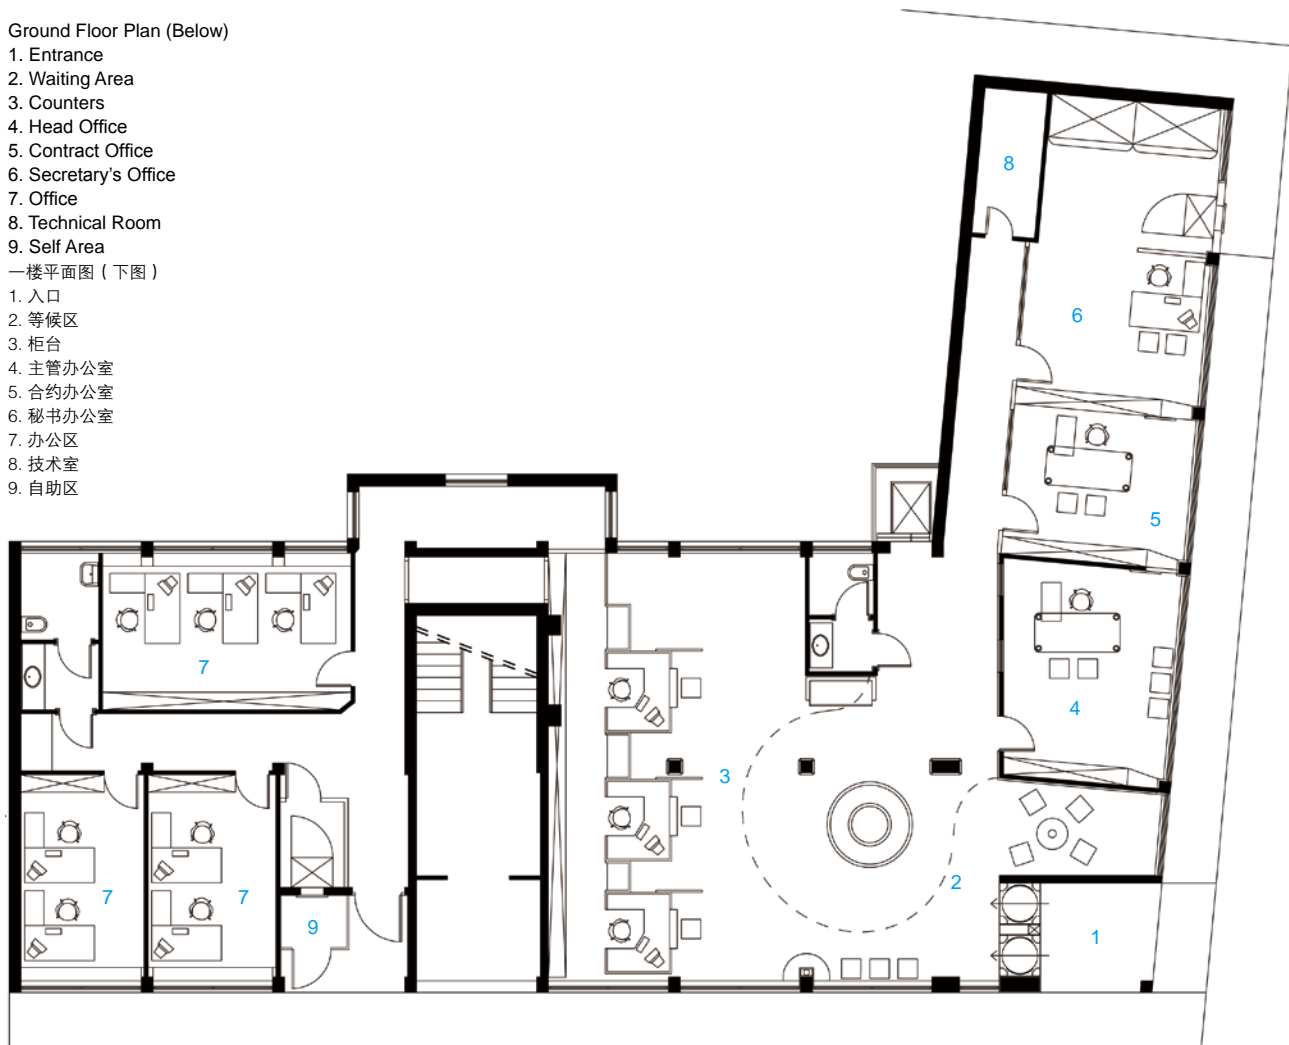 Ground Floor Plan (Below)
1. Entrance
2. Waiting Area
3. Counters
4. Head Office
5. Contract Office
6. Secretary's Office
7. Office
8. Technical Room
9. Self Area
一楼平面图 ( 下图 )
1. 入口
2. 等候区
3. 柜台
4. 主管办公室
5. 合约办公室
6. 秘书办公室
7. 办公区
8. 技术室
9. 自助区
8
6
5
7
4
3
2
7
7
9
1